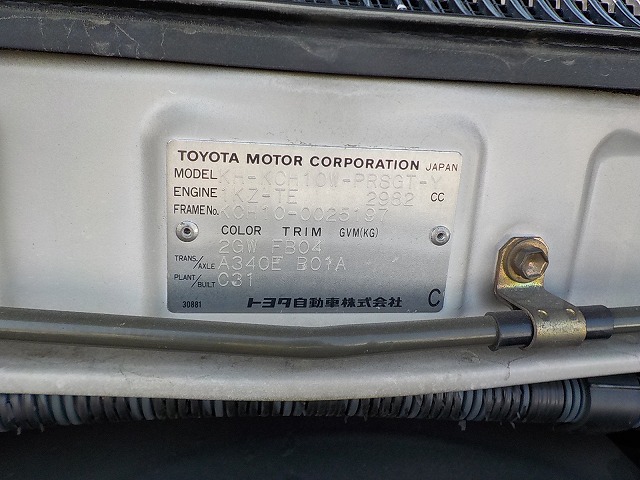 TOYOTA MOTOR CORPORATION JAPAN
MODEL KH-KCH10W-PRSGT-Y
ENGINE 1KZ-TE 2982 CC
FRAME No. KCH10-0025197
COLOR TRIM GVM(KG)
2GW FB04
TRANS/AXLE A340E B01A
PLANT/BUILT C31
30881 トヨタ自動車株式会社 C